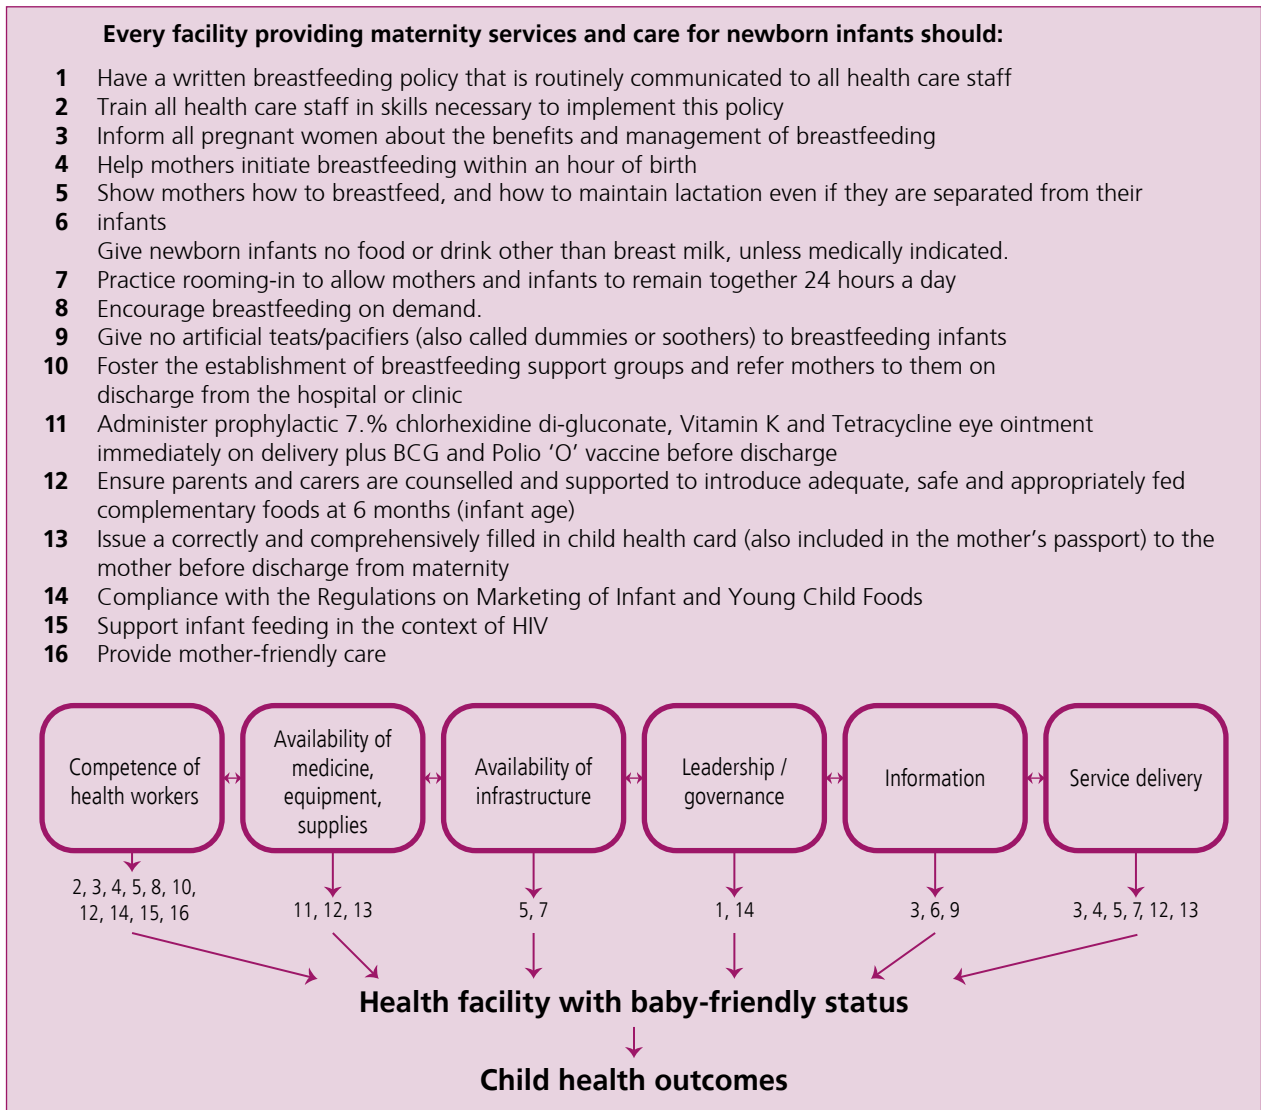 Every facility providing maternity services and care for newborn infants should:
1 Have a written breastfeeding policy that is routinely communicated to all health care staff
2 Train all health care staff in skills necessary to implement this policy
3 Inform all pregnant women about the benefits and management of breastfeeding
4 Help mothers initiate breastfeeding within an hour of birth
5 Show mothers how to breastfeed, and how to maintain lactation even if they are separated from their
6 infants
Give newborn infants no food or drink other than breast milk, unless medically indicated.
7 Practice rooming-in to allow mothers and infants to remain together 24 hours a day
8 Encourage breastfeeding on demand.
9 Give no artificial teats/pacifiers (also called dummies or soothers) to breastfeeding infants
10 Foster the establishment of breastfeeding support groups and refer mothers to them on
discharge from the hospital or clinic
11 Administer prophylactic 7.% chlorhexidine di-gluconate, Vitamin K and Tetracycline eye ointment
immediately on delivery plus BCG and Polio ‘O’ vaccine before discharge
12 Ensure parents and carers are counselled and supported to introduce adequate, safe and appropriately fed
complementary foods at 6 months (infant age)
13 Issue a correctly and comprehensively filled in child health card (also included in the mother’s passport) to the
mother before discharge from maternity
14 Compliance with the Regulations on Marketing of Infant and Young Child Foods
15 Support infant feeding in the context of HIV
16 Provide mother-friendly care
Competence of
health workers
Availability of
medicine,
equipment,
supplies
Availability of
infrastructure
Leadership /
governance
Information
Service delivery
2, 3, 4, 5, 8, 10,
12, 14, 15, 16
11, 12, 13
5, 7
1, 14
3, 6, 9
3, 4, 5, 7, 12, 13
Health facility with baby-friendly status
Child health outcomes